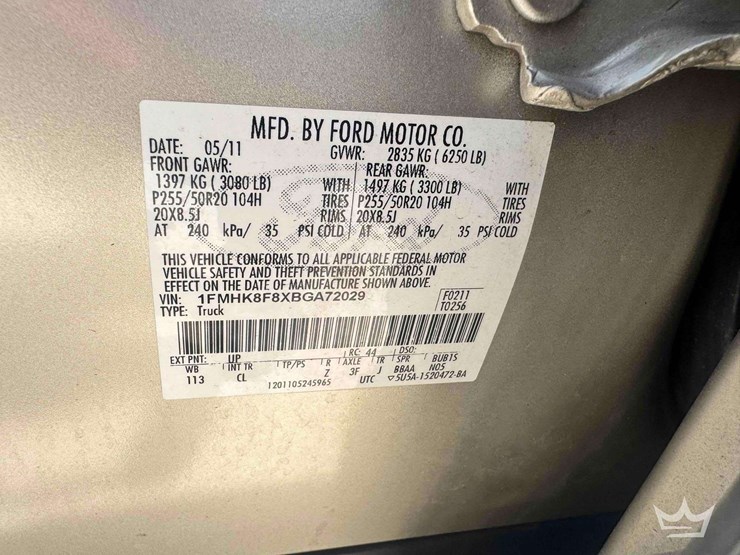 MFD. BY FORD MOTOR CO.
DATE: 05/11 GVWR: 2835 KG ( 6250 LB)
FRONT GAWR: REAR GAWR:
1397 KG ( 3080 LB) WITH 1497 KG ( 3300 LB) WITH
P255/50R20 104H TIRES P255/50R20 104H TIRES
20X8.5J RIMS 20X8.5J RIMS
AT 240 kPa/ 35 PSI COLD AT 240 kPa/ 35 PSI COLD
Ford
THIS VEHICLE CONFORMS TO ALL APPLICABLE FEDERAL MOTOR
VEHICLE SAFETY AND THEFT PREVENTION STANDARDS IN
EFFECT ON THE DATE OF MANUFACTURE SHOWN ABOVE.
VIN: 1FMHK8F8XBGA72029 F0211
TYPE: Truck T0256
EXT PNT: UP RC: 44 DSO:
WB INT TR TP/PS R AXLE TR SPR BUB1S
113 CL Z 3F J BBAA N05
1201105245965 UTC ▽5U5A-1520472-BA